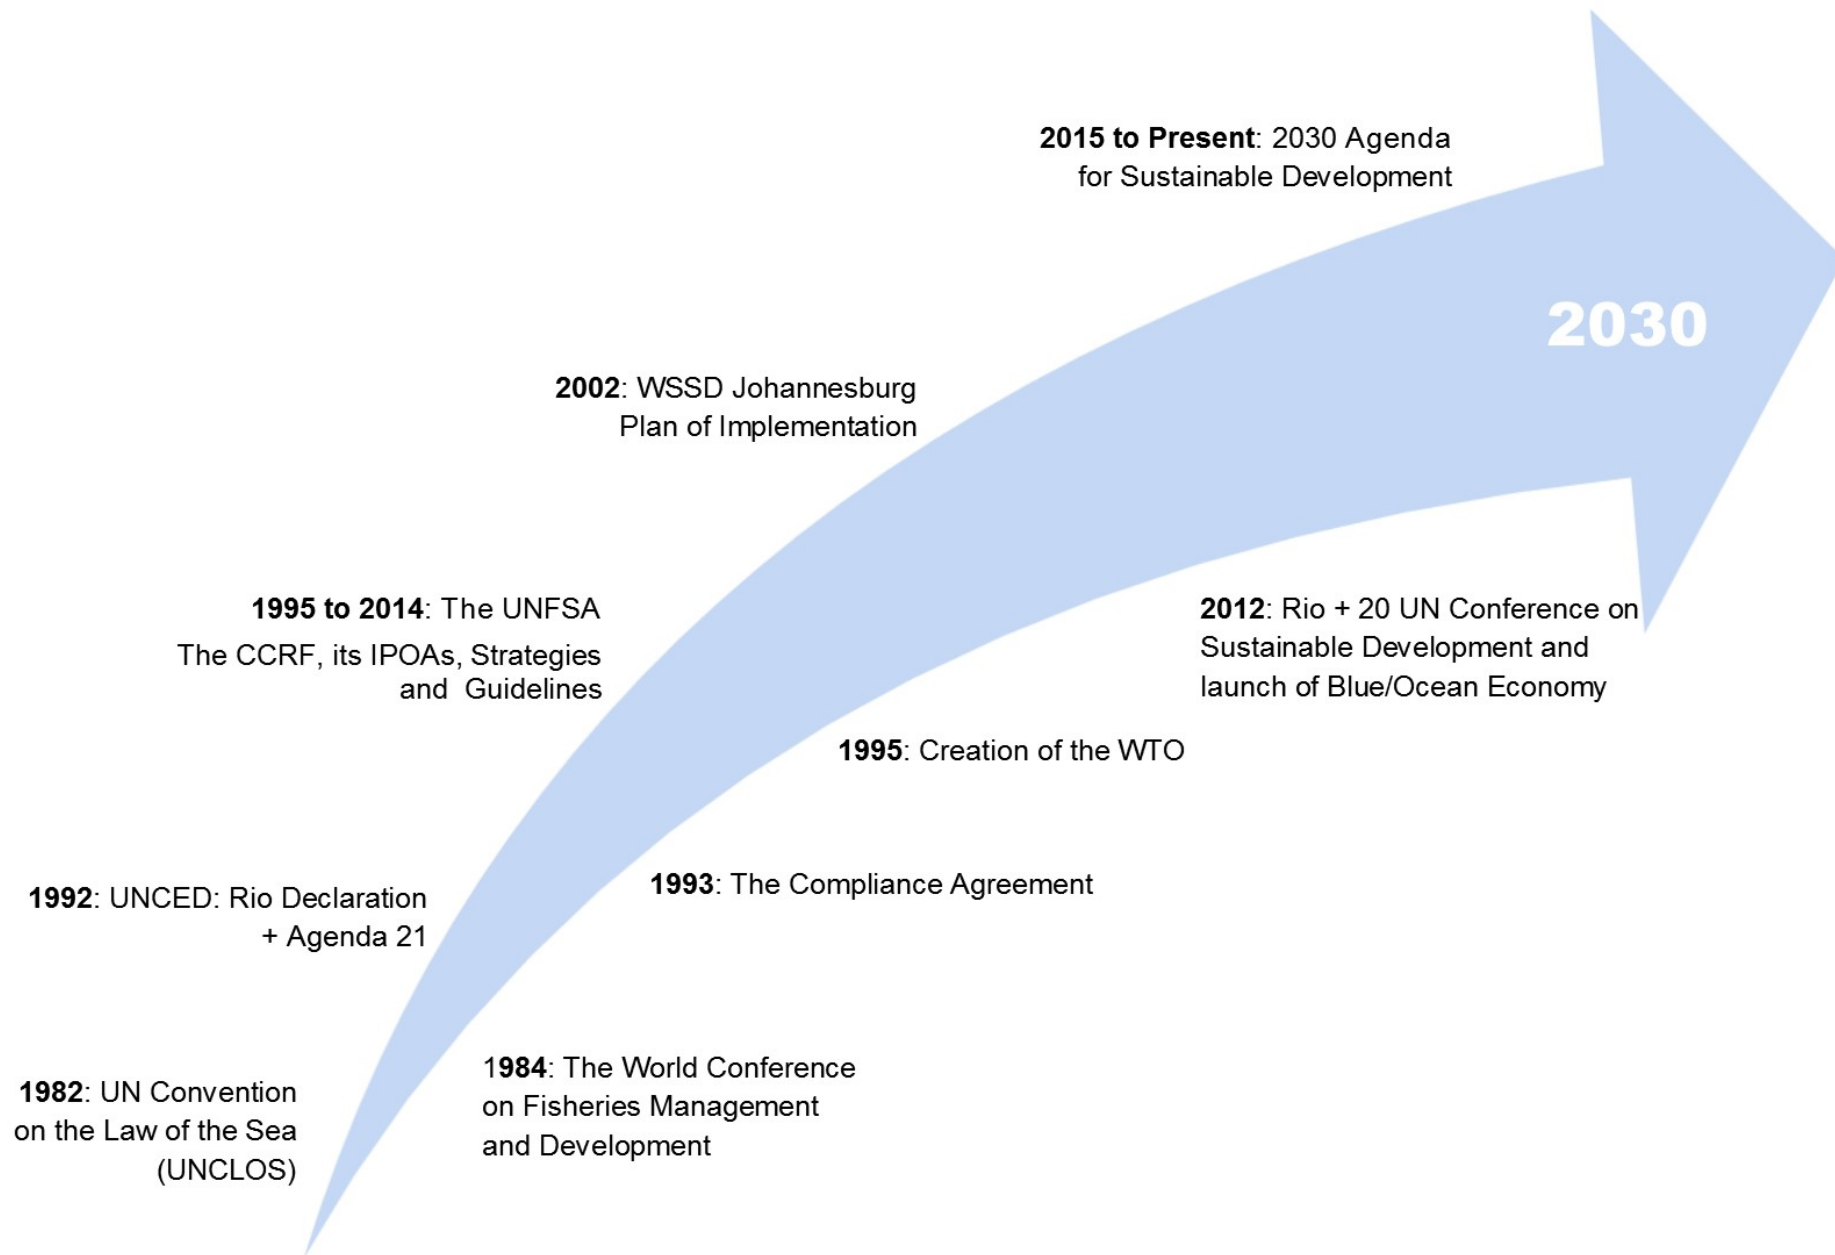 2015 to Present: 2030 Agenda
for Sustainable Development
2030
2002: WSSD Johannesburg
Plan of Implementation
1995 to 2014: The UNFSA
The CCRF, its IPOAs, Strategies
and Guidelines
2012: Rio + 20 UN Conference on
Sustainable Development and
launch of Blue/Ocean Economy
1995: Creation of the WTO
1992: UNCED: Rio Declaration
+ Agenda 21
1993: The Compliance Agreement
1982: UN Convention
on the Law of the Sea
(UNCLOS)
1984: The World Conference
on Fisheries Management
and Development